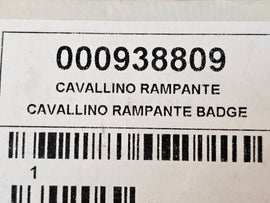 000938809
CAVALLINO RAMPANTE
CAVALLINO RAMPANTE BADGE
1